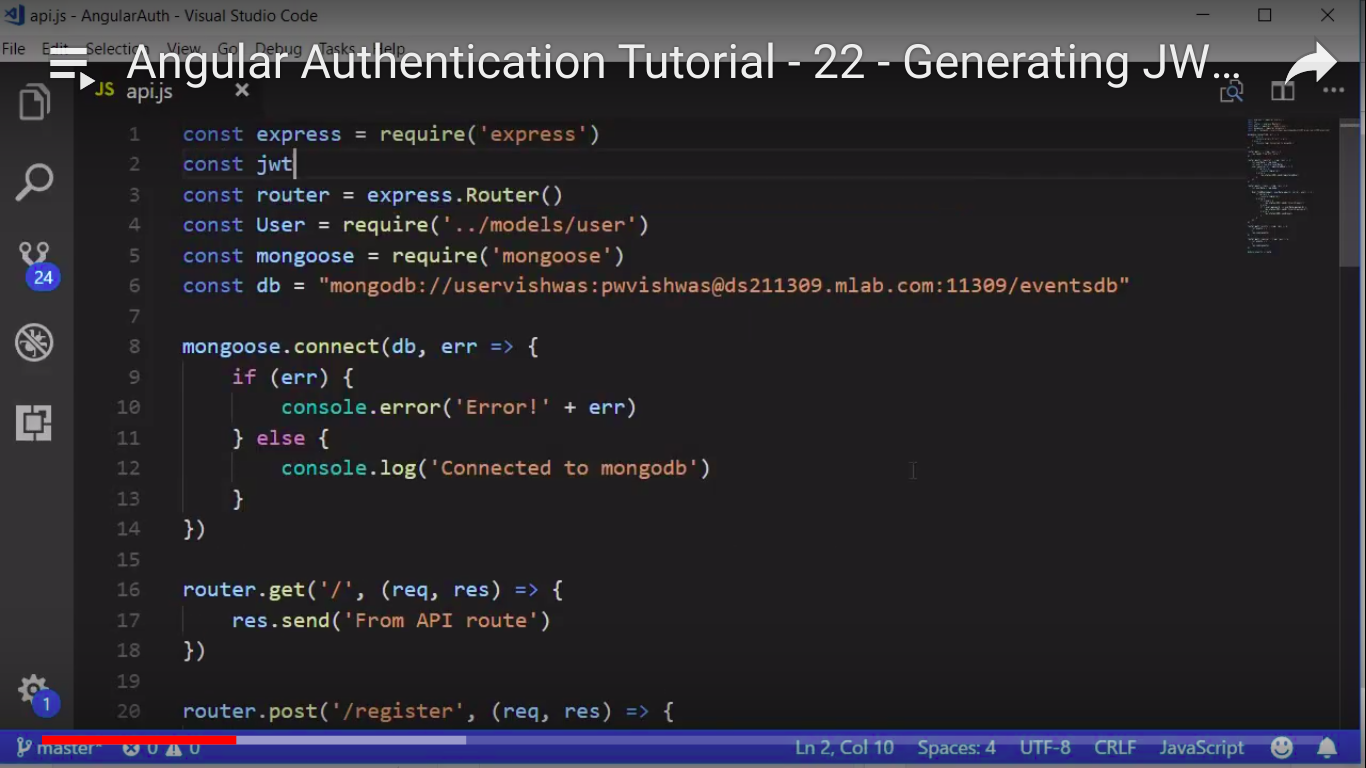 api.js - AngularAuth - Visual Studio Code
File Edit Selection View Go Debug Tasks Help
Angular Authentication Tutorial - 22 - Generating JW...
JS api.js
1 const express = require('express')
2 const jwt
3 const router = express.Router()
4 const User = require('../models/user')
5 const mongoose = require('mongoose')
6 const db = "mongodb://uservishwas:pwvishwas@ds211309.mlab.com:11309/eventsdb"
7
8 mongoose.connect(db, err => {
9 if (err) {
10 console.error('Error!' + err)
11 } else {
12 console.log('Connected to mongodb')
13 }
14 })
15
16 router.get('/', (req, res) => {
17 res.send('From API route')
18 })
19
20 router.post('/register', (req, res) => {
24
1
master* 0 0 Ln 2, Col 10 Spaces: 4 UTF-8 CRLF JavaScript